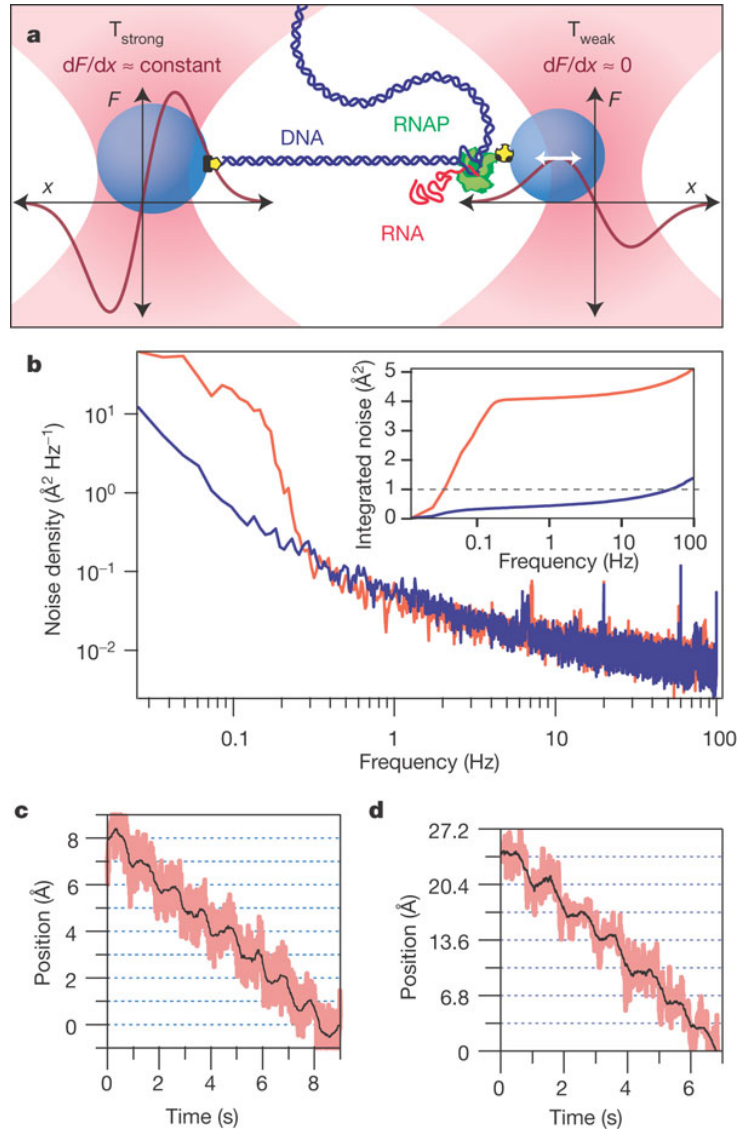 a
T_strong
dF/dx ≈ constant
T_weak
dF/dx ≈ 0
F
F
DNA
RNAP
RNA
x
x
b
Noise density (Å² Hz⁻¹)
10¹
10⁰
10⁻¹
10⁻²
0.1 1 10 100
Frequency (Hz)
Integrated noise (Å²)
5
4
3
2
1
0
0.1 1 10 100
Frequency (Hz)
c
Position (Å)
8
6
4
2
0
0 2 4 6 8
Time (s)
d
Position (Å)
27.2
20.4
13.6
6.8
0
0 2 4 6
Time (s)